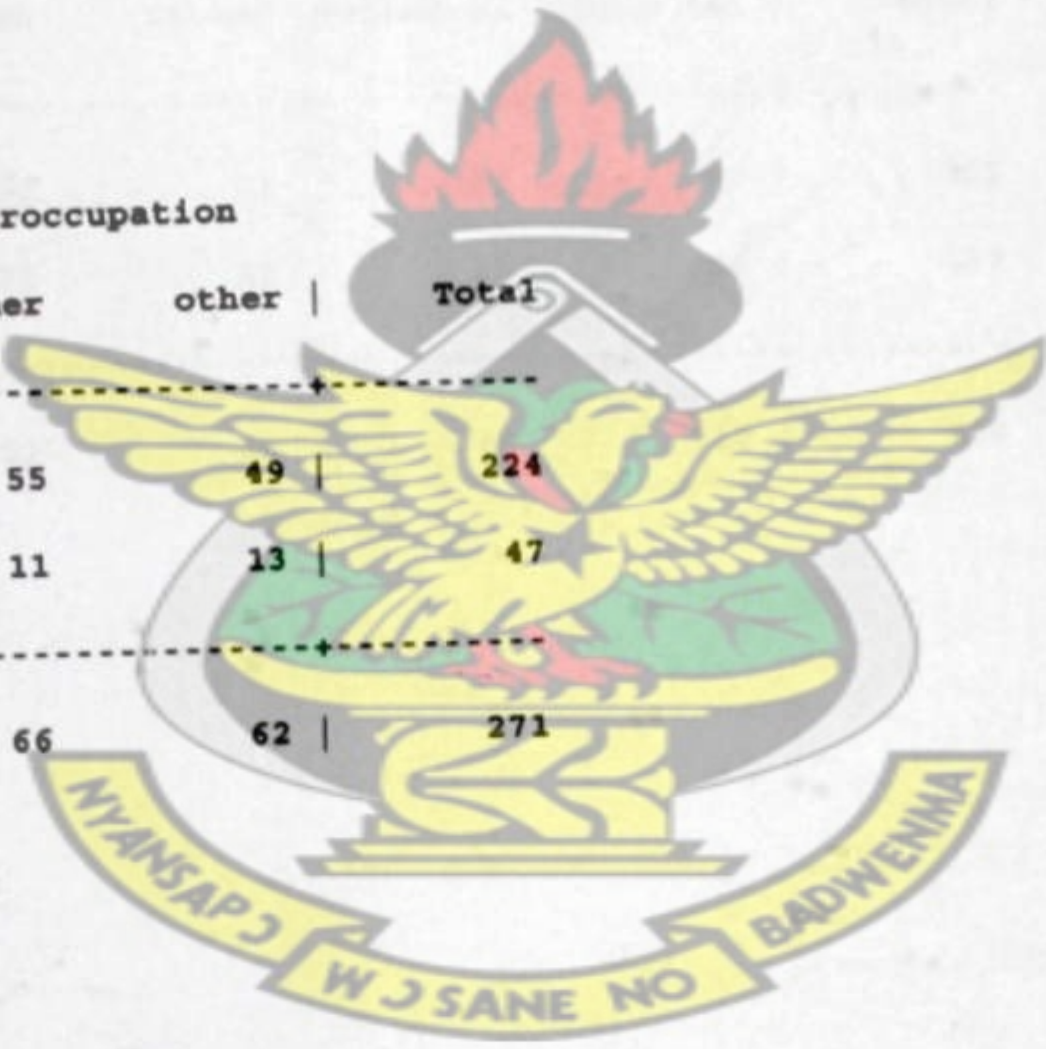 roccupation
er other | Total
--------------------+---------------
55 49 | 224
11 13 | 47
--------------------+---------------
66 62 | 271
NYANSAPƆ
WƆSANE NO
BADWENMA